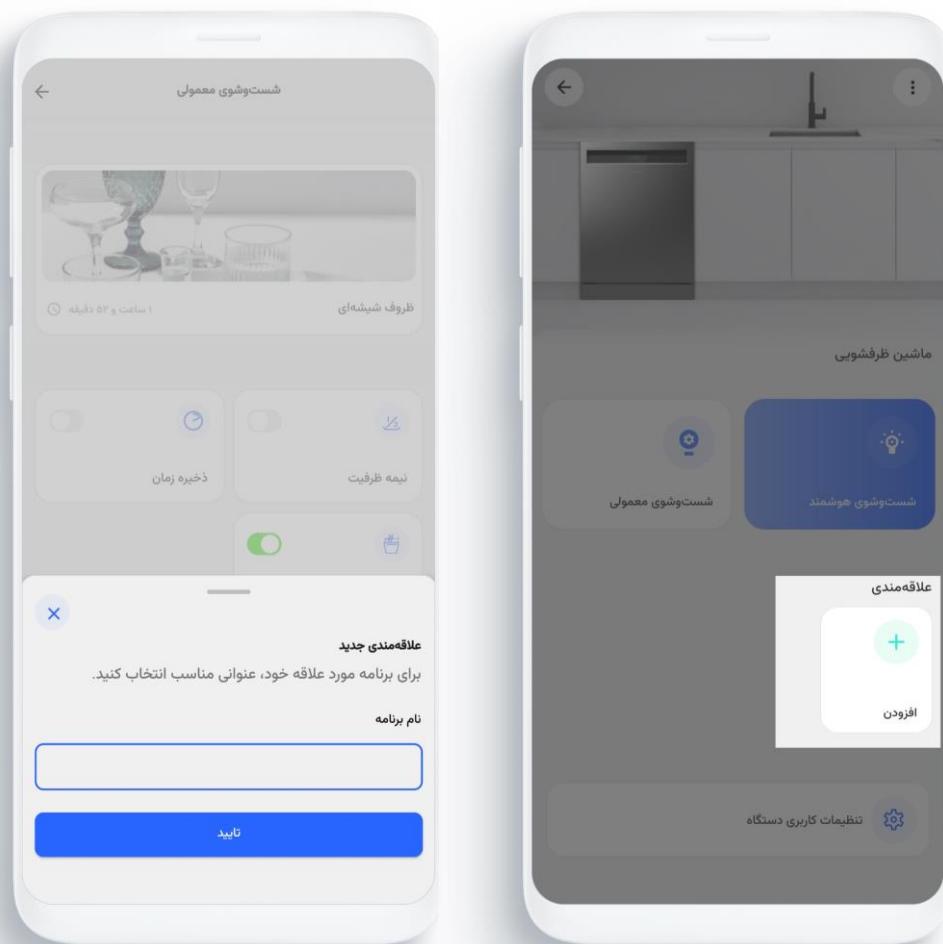 شست‌وشوی معمولی
ظروف شیشه‌ای
۱ ساعت و ۵۲ دقیقه
نیمه ظرفیت
ذخیره زمان
علاقه‌مندی جدید
برای برنامه مورد علاقه خود، عنوانی مناسب انتخاب کنید.
نام برنامه
تایید
ماشین ظرفشویی
شست‌وشوی هوشمند
شست‌وشوی معمولی
علاقه‌مندی
افزودن
تنظیمات کاربری دستگاه